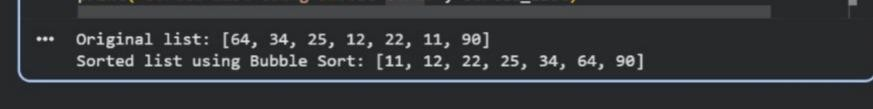 Original list: [64, 34, 25, 12, 22, 11, 90]
Sorted list using Bubble Sort: [11, 12, 22, 25, 34, 64, 90]